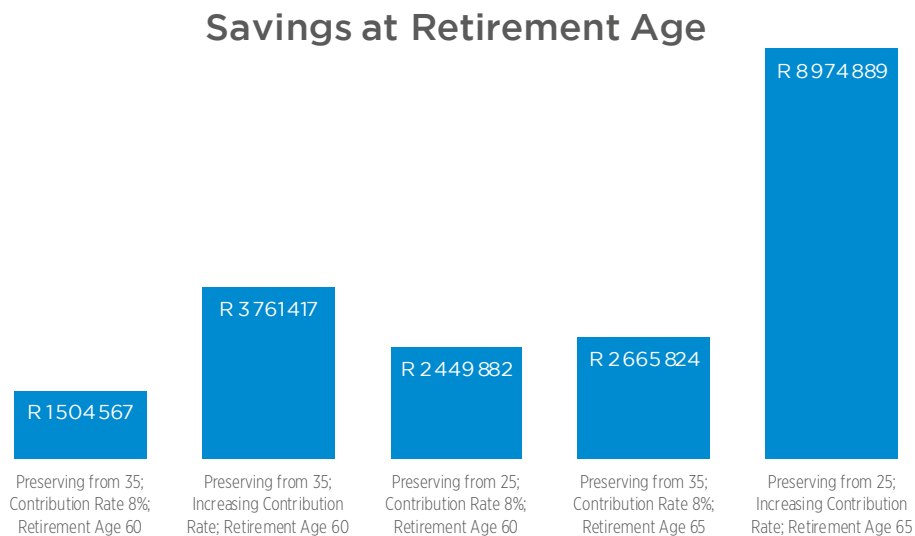 Savings at Retirement Age
R 8 974 889
R 3 761 417
R 2 449 882
R 2 665 824
R 1 504 567
Preserving from 35;
Contribution Rate 8%;
Retirement Age 60
Preserving from 35;
Increasing Contribution
Rate; Retirement Age 60
Preserving from 25;
Contribution Rate 8%;
Retirement Age 60
Preserving from 35;
Contribution Rate 8%;
Retirement Age 65
Preserving from 25;
Increasing Contribution
Rate; Retirement Age 65